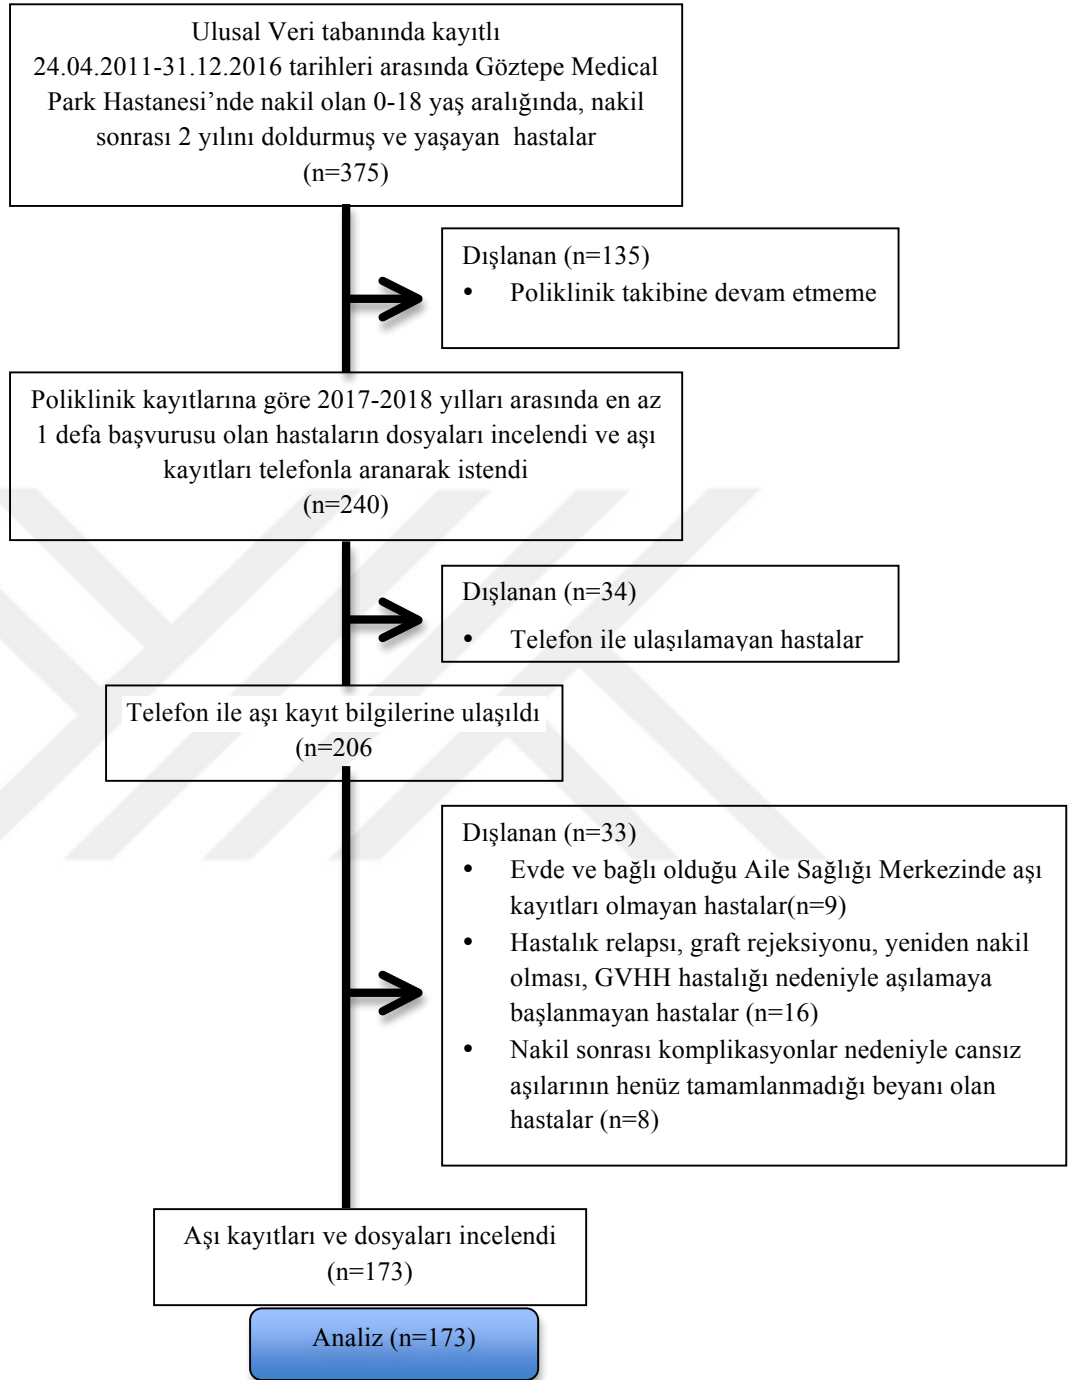 Ulusal Veri tabanında kayıtlı
24.04.2011-31.12.2016 tarihleri arasında Göztepe Medical
Park Hastanesi’nde nakil olan 0-18 yaş aralığında, nakil
sonrası 2 yılını doldurmuş ve yaşayan hastalar
(n=375)
Dışlanan (n=135)
• Poliklinik takibine devam etmeme
Poliklinik kayıtlarına göre 2017-2018 yılları arasında en az
1 defa başvurusu olan hastaların dosyaları incelendi ve aşı
kayıtları telefonla aranarak istendi
(n=240)
Dışlanan (n=34)
• Telefon ile ulaşılamayan hastalar
Telefon ile aşı kayıt bilgilerine ulaşıldı
(n=206
Dışlanan (n=33)
• Evde ve bağlı olduğu Aile Sağlığı Merkezinde aşı
kayıtları olmayan hastalar(n=9)
• Hastalık relapsı, graft rejeksiyonu, yeniden nakil
olması, GVHH hastalığı nedeniyle aşılamaya
başlanmayan hastalar (n=16)
• Nakil sonrası komplikasyonlar nedeniyle cansız
aşılarının henüz tamamlanmadığı beyanı olan
hastalar (n=8)
Aşı kayıtları ve dosyaları incelendi
(n=173)
Analiz (n=173)